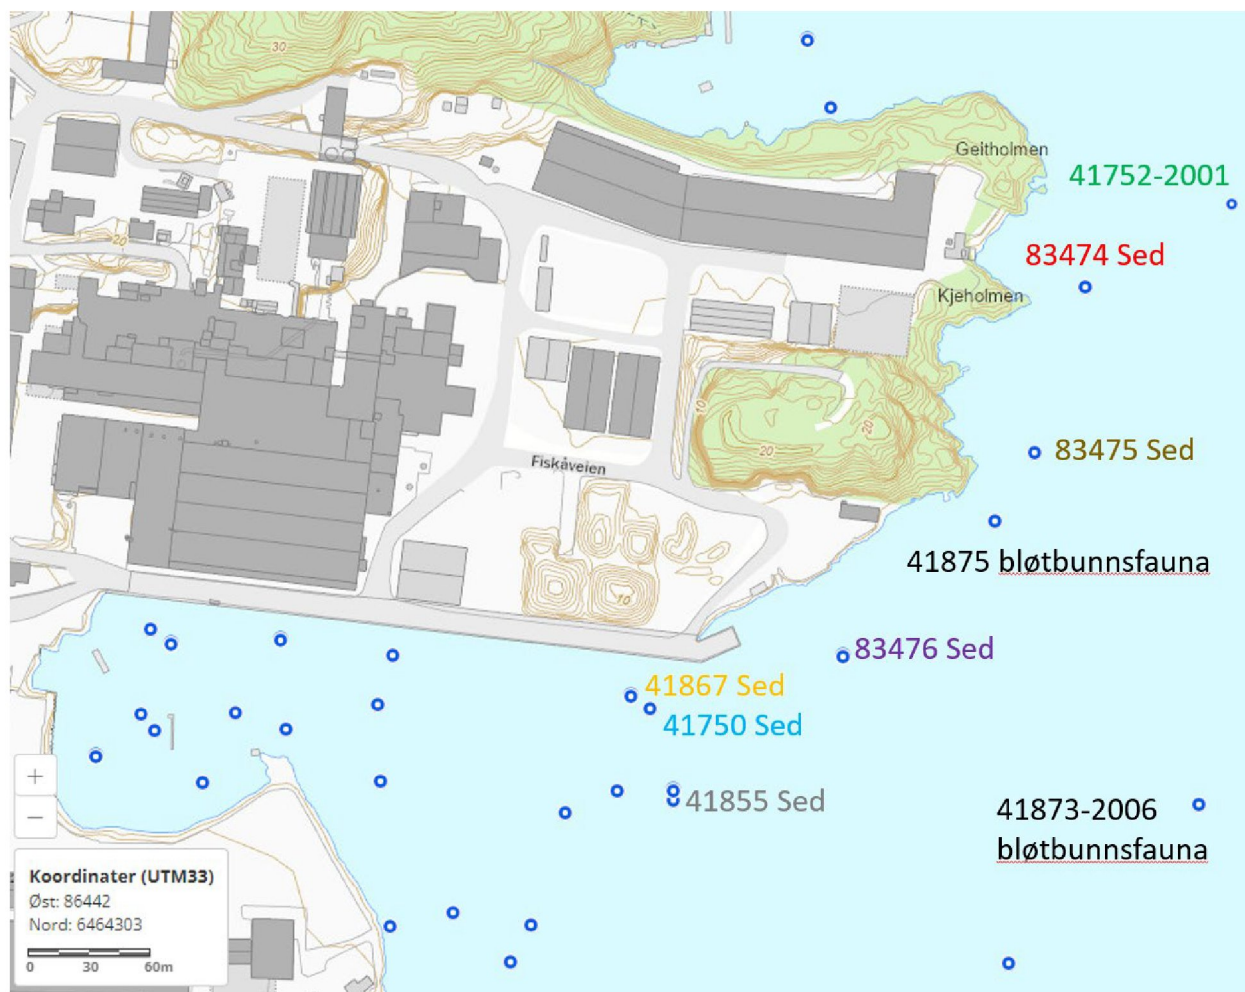 30
Geitholmen
41752-2001
20
83474 Sed
Kjeholmen
10
20
20
83475 Sed
Fiskåveien
41875 bløtbunnsfauna
10
83476 Sed
41867 Sed
41750 Sed
+
41855 Sed
41873-2006
bløtbunnsfauna
−
Koordinater (UTM33)
Øst: 86442
Nord: 6464303
0 30 60m